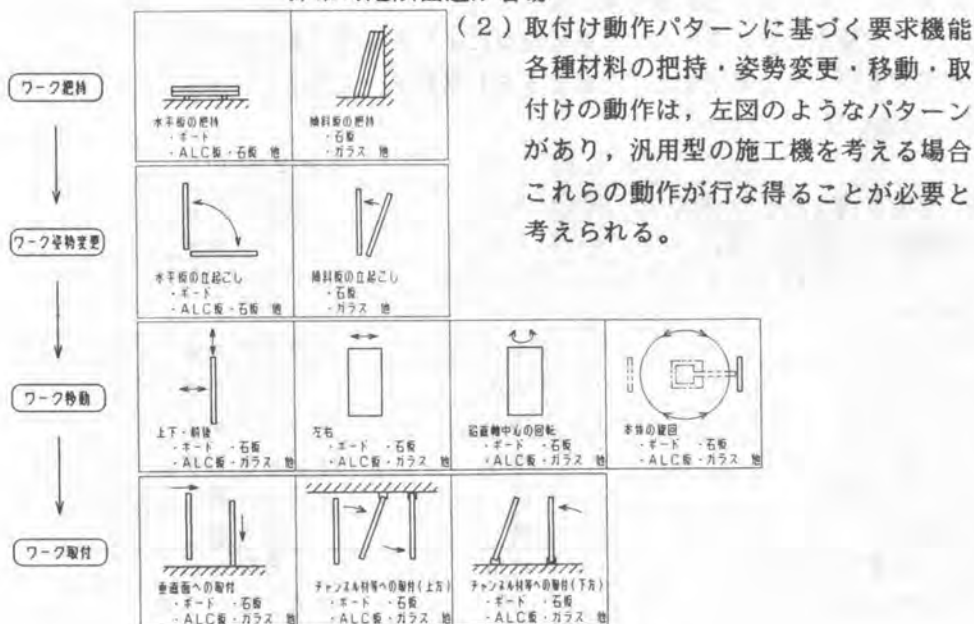 (2)取付け動作パターンに基づく要求機能
各種材料の把持・姿勢変更・移動・取
付けの動作は，左図のようなパターン
があり，汎用型の施工機を考える場合
これらの動作が行な得ることが必要と
考えられる。
ワーク把持
水平板の把持
・ボード
・ALC板・石板 他
傾斜板の把持
・石板
・ガラス 他
ワーク姿勢変更
水平板の立起こし
・ボード
・ALC板・石板 他
傾斜板の立起こし
・石板
・ガラス 他
ワーク移動
上下・前後
・ボード ・石板
・ALC板・ガラス 他
左右
・ボード ・石板
・ALC板・ガラス 他
鉛直軸中心の回転
・ボード ・石板
・ALC板・ガラス 他
本体の旋回
・ボード ・石板
・ALC板・ガラス 他
ワーク取付
垂直面への取付
・ボード ・石板
・ALC板・ガラス 他
チャンネル材等への取付(上方)
・ボード ・石板
・ALC板・ガラス 他
チャンネル材等への取付(下方)
・ボード ・石板
・ALC板・ガラス 他